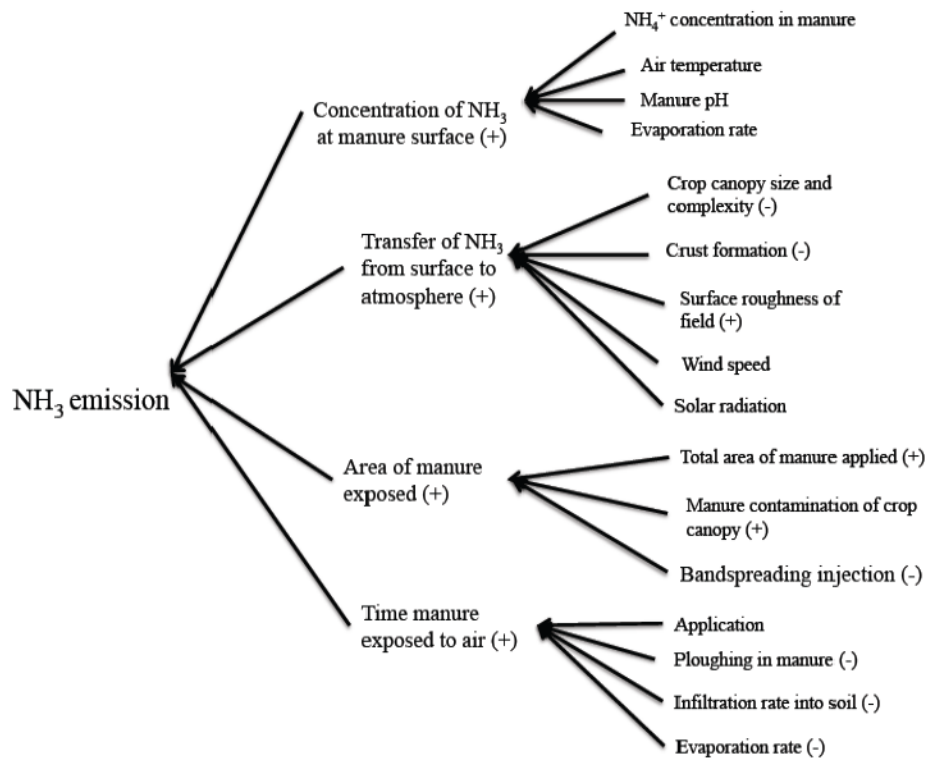 NH₄⁺ concentration in manure
Air temperature
Manure pH
Evaporation rate
Concentration of NH₃
at manure surface (+)
Crop canopy size and
complexity (-)
Crust formation (-)
Surface roughness of
field (+)
Wind speed
Solar radiation
Transfer of NH₃
from surface to
atmosphere (+)
NH₃ emission
Total area of manure applied (+)
Manure contamination of crop
canopy (+)
Bandspreading injection (-)
Area of manure
exposed (+)
Application
Ploughing in manure (-)
Infiltration rate into soil (-)
Evaporation rate (-)
Time manure
exposed to air (+)